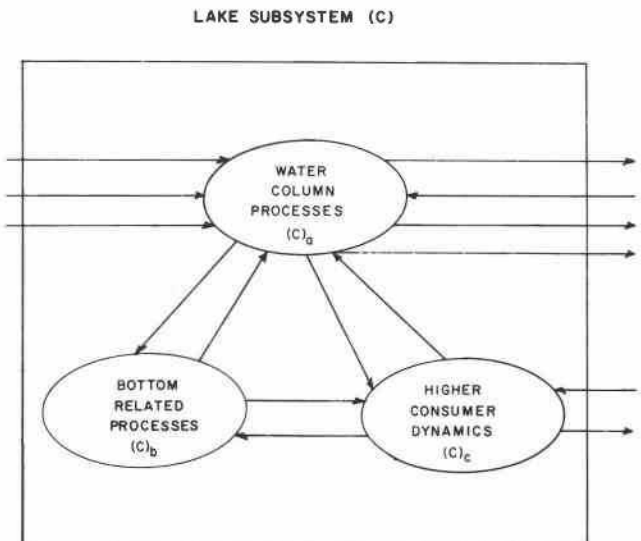 LAKE SUBSYSTEM (C)
WATER
COLUMN
PROCESSES
(C)a
BOTTOM
RELATED
PROCESSES
(C)b
HIGHER
CONSUMER
DYNAMICS
(C)c